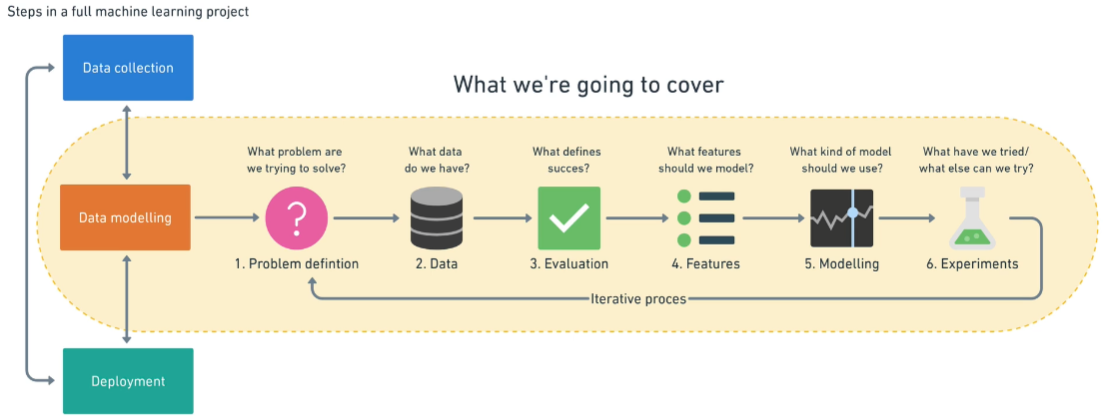 Steps in a full machine learning project
Data collection
What we're going to cover
What problem are
we trying to solve?
What data
do we have?
What defines
succes?
What features
should we model?
What kind of model
should we use?
What have we tried/
what else can we try?
Data modelling
?
1. Problem defintion
2. Data
3. Evaluation
4. Features
5. Modelling
6. Experiments
Iterative proces
Deployment